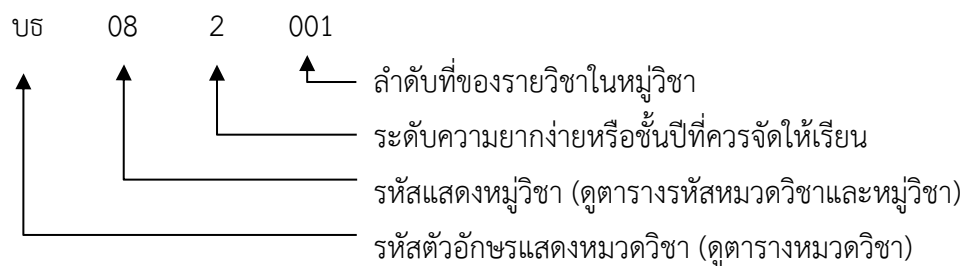 บธ 08 2 001
ลำดับที่ของรายวิชาในหมู่วิชา
ระดับความยากง่ายหรือชั้นปีที่ควรจัดให้เรียน
รหัสแสดงหมู่วิชา (ดูตารางรหัสหมวดวิชาและหมู่วิชา)
รหัสตัวอักษรแสดงหมวดวิชา (ดูตารางหมวดวิชา)